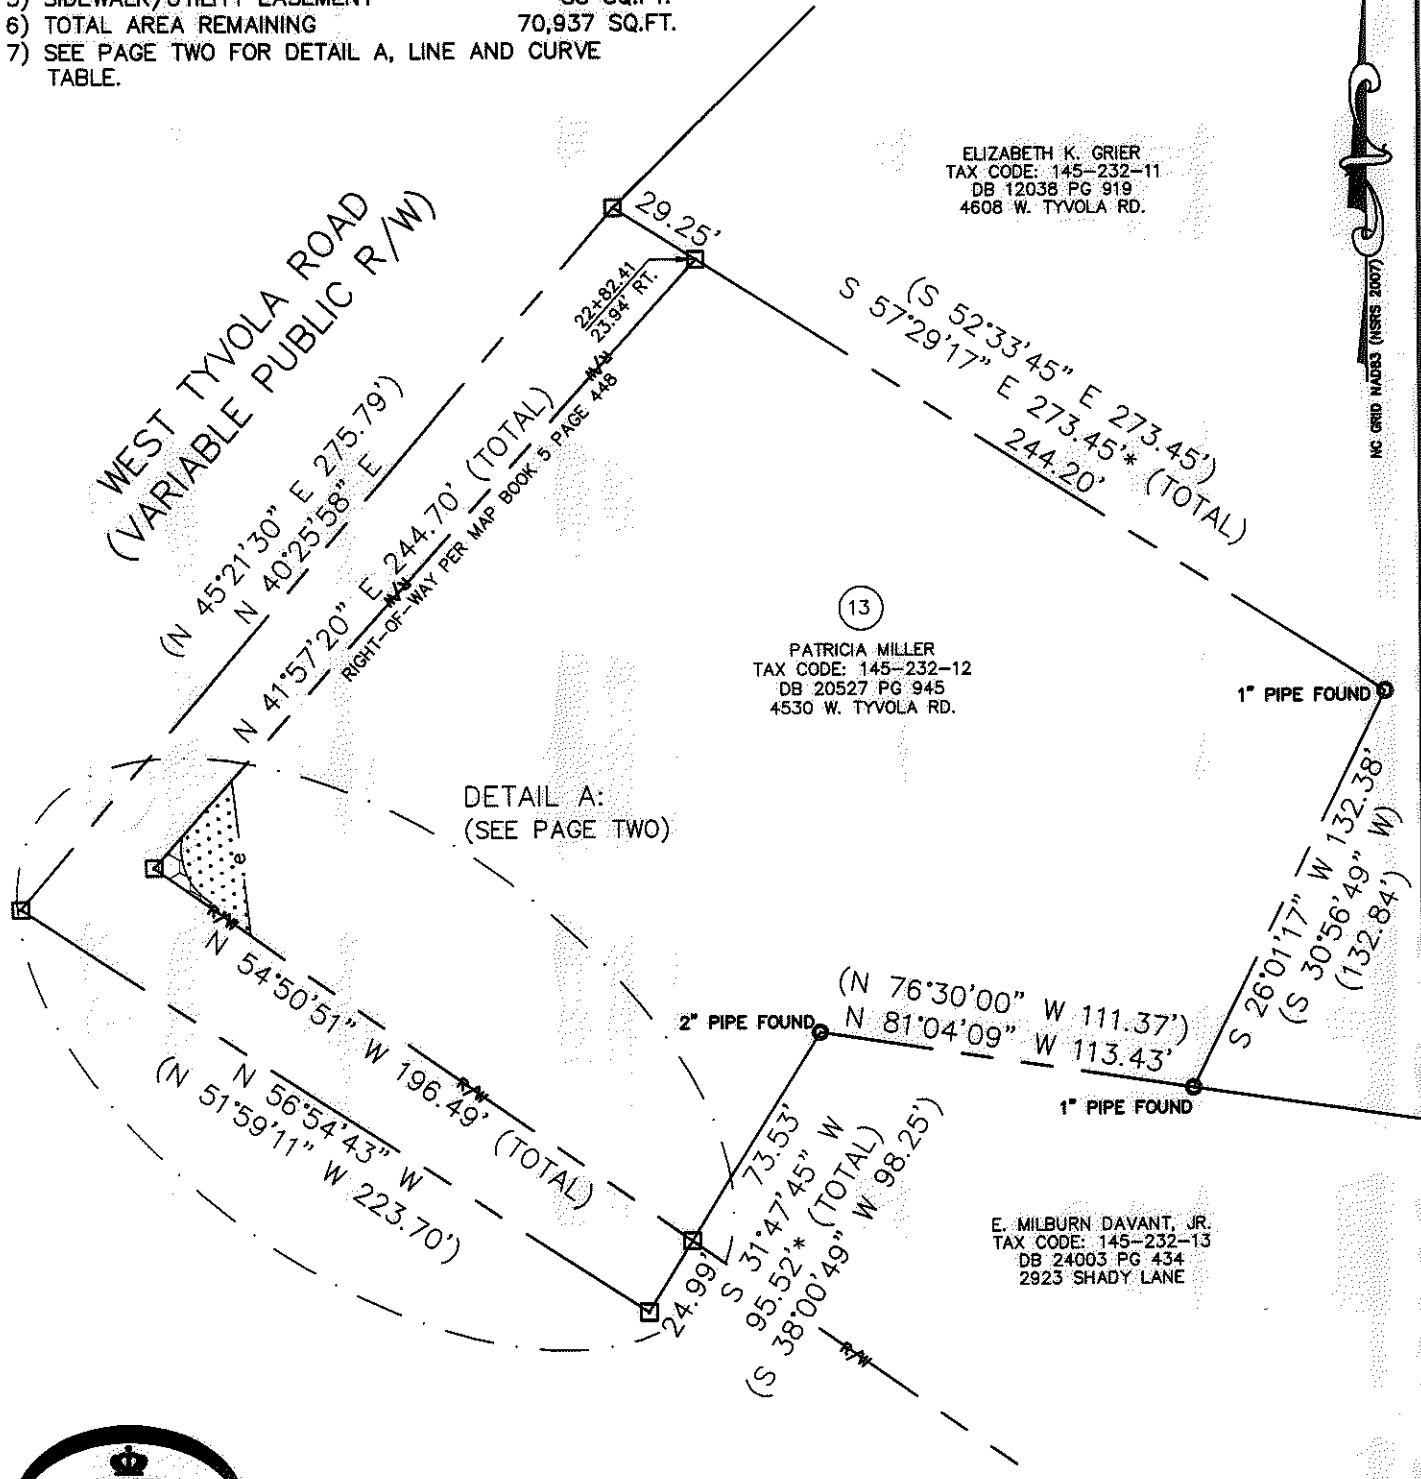 5) SIDEWALK/UTILITY EASEMENT SQ.FT.
6) TOTAL AREA REMAINING 70,937 SQ.FT.
7) SEE PAGE TWO FOR DETAIL A, LINE AND CURVE
TABLE.
ELIZABETH K. GRIER
TAX CODE: 145-232-11
DB 12038 PG 919
4608 W. TYVOLA RD.
NC GRID NAD83 (NSRS 2007)
WEST TYVOLA ROAD
(VARIABLE PUBLIC R/W)
29.25'
22+82.41
23.94' RT.
(S 52°33'45" E 273.45')
S 57°29'17" E 273.45'* (TOTAL)
244.20'
(N 45°21'30" E 275.79')
N 40°25'58" E
N 41°57'20" E 244.70' (TOTAL)
R/W
R/W
RIGHT-OF-WAY PER MAP BOOK 5 PAGE 448
13
PATRICIA MILLER
TAX CODE: 145-232-12
DB 20527 PG 945
4530 W. TYVOLA RD.
1" PIPE FOUND
DETAIL A:
(SEE PAGE TWO)
e
R/W
S 26°01'17" W 132.38'
(S 30°56'49" W)
(132.84')
N 54°50'51" W 196.49' (TOTAL)
R/W
N 56°54'43" W
(N 51°59'11" W 223.70')
2" PIPE FOUND
(N 76°30'00" W 111.37')
N 81°04'09" W 113.43'
1" PIPE FOUND
73.53'
24.99'
S 31°47'45" W
95.52'* (TOTAL)
(S 38°00'49" W 98.25')
R/W
E. MILBURN DAVANT, JR.
TAX CODE: 145-232-13
DB 24003 PG 434
2923 SHADY LANE